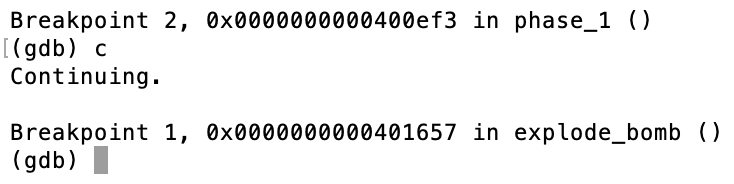 Breakpoint 2, 0x0000000000400ef3 in phase_1 ()
[(gdb) c
Continuing.
Breakpoint 1, 0x0000000000401657 in explode_bomb ()
(gdb)